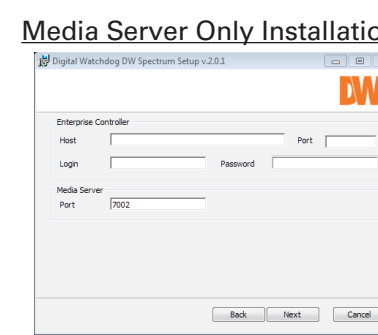 Media Server Only Installatio
Digital Watchdog DW Spectrum Setup v.2.0.1
DW
Enterprise Controller
Host Port
Login Password
Media Server
Port 7002
Back Next Cancel